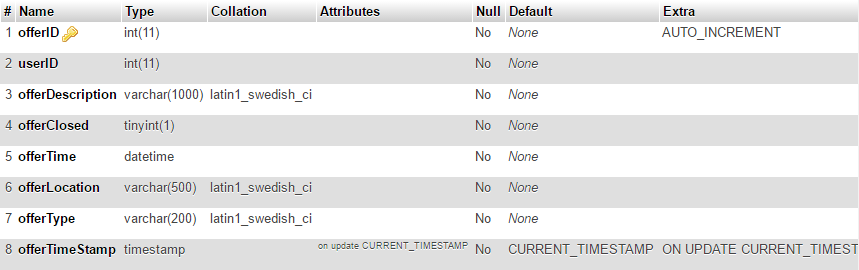 # Name Type Collation Attributes Null Default Extra
1 offerID int(11) No None AUTO_INCREMENT
2 userID int(11) No None
3 offerDescription varchar(1000) latin1_swedish_ci No None
4 offerClosed tinyint(1) No None
5 offerTime datetime No None
6 offerLocation varchar(500) latin1_swedish_ci No None
7 offerType varchar(200) latin1_swedish_ci No None
8 offerTimeStamp timestamp on update CURRENT_TIMESTAMP No CURRENT_TIMESTAMP ON UPDATE CURRENT_TIMEST